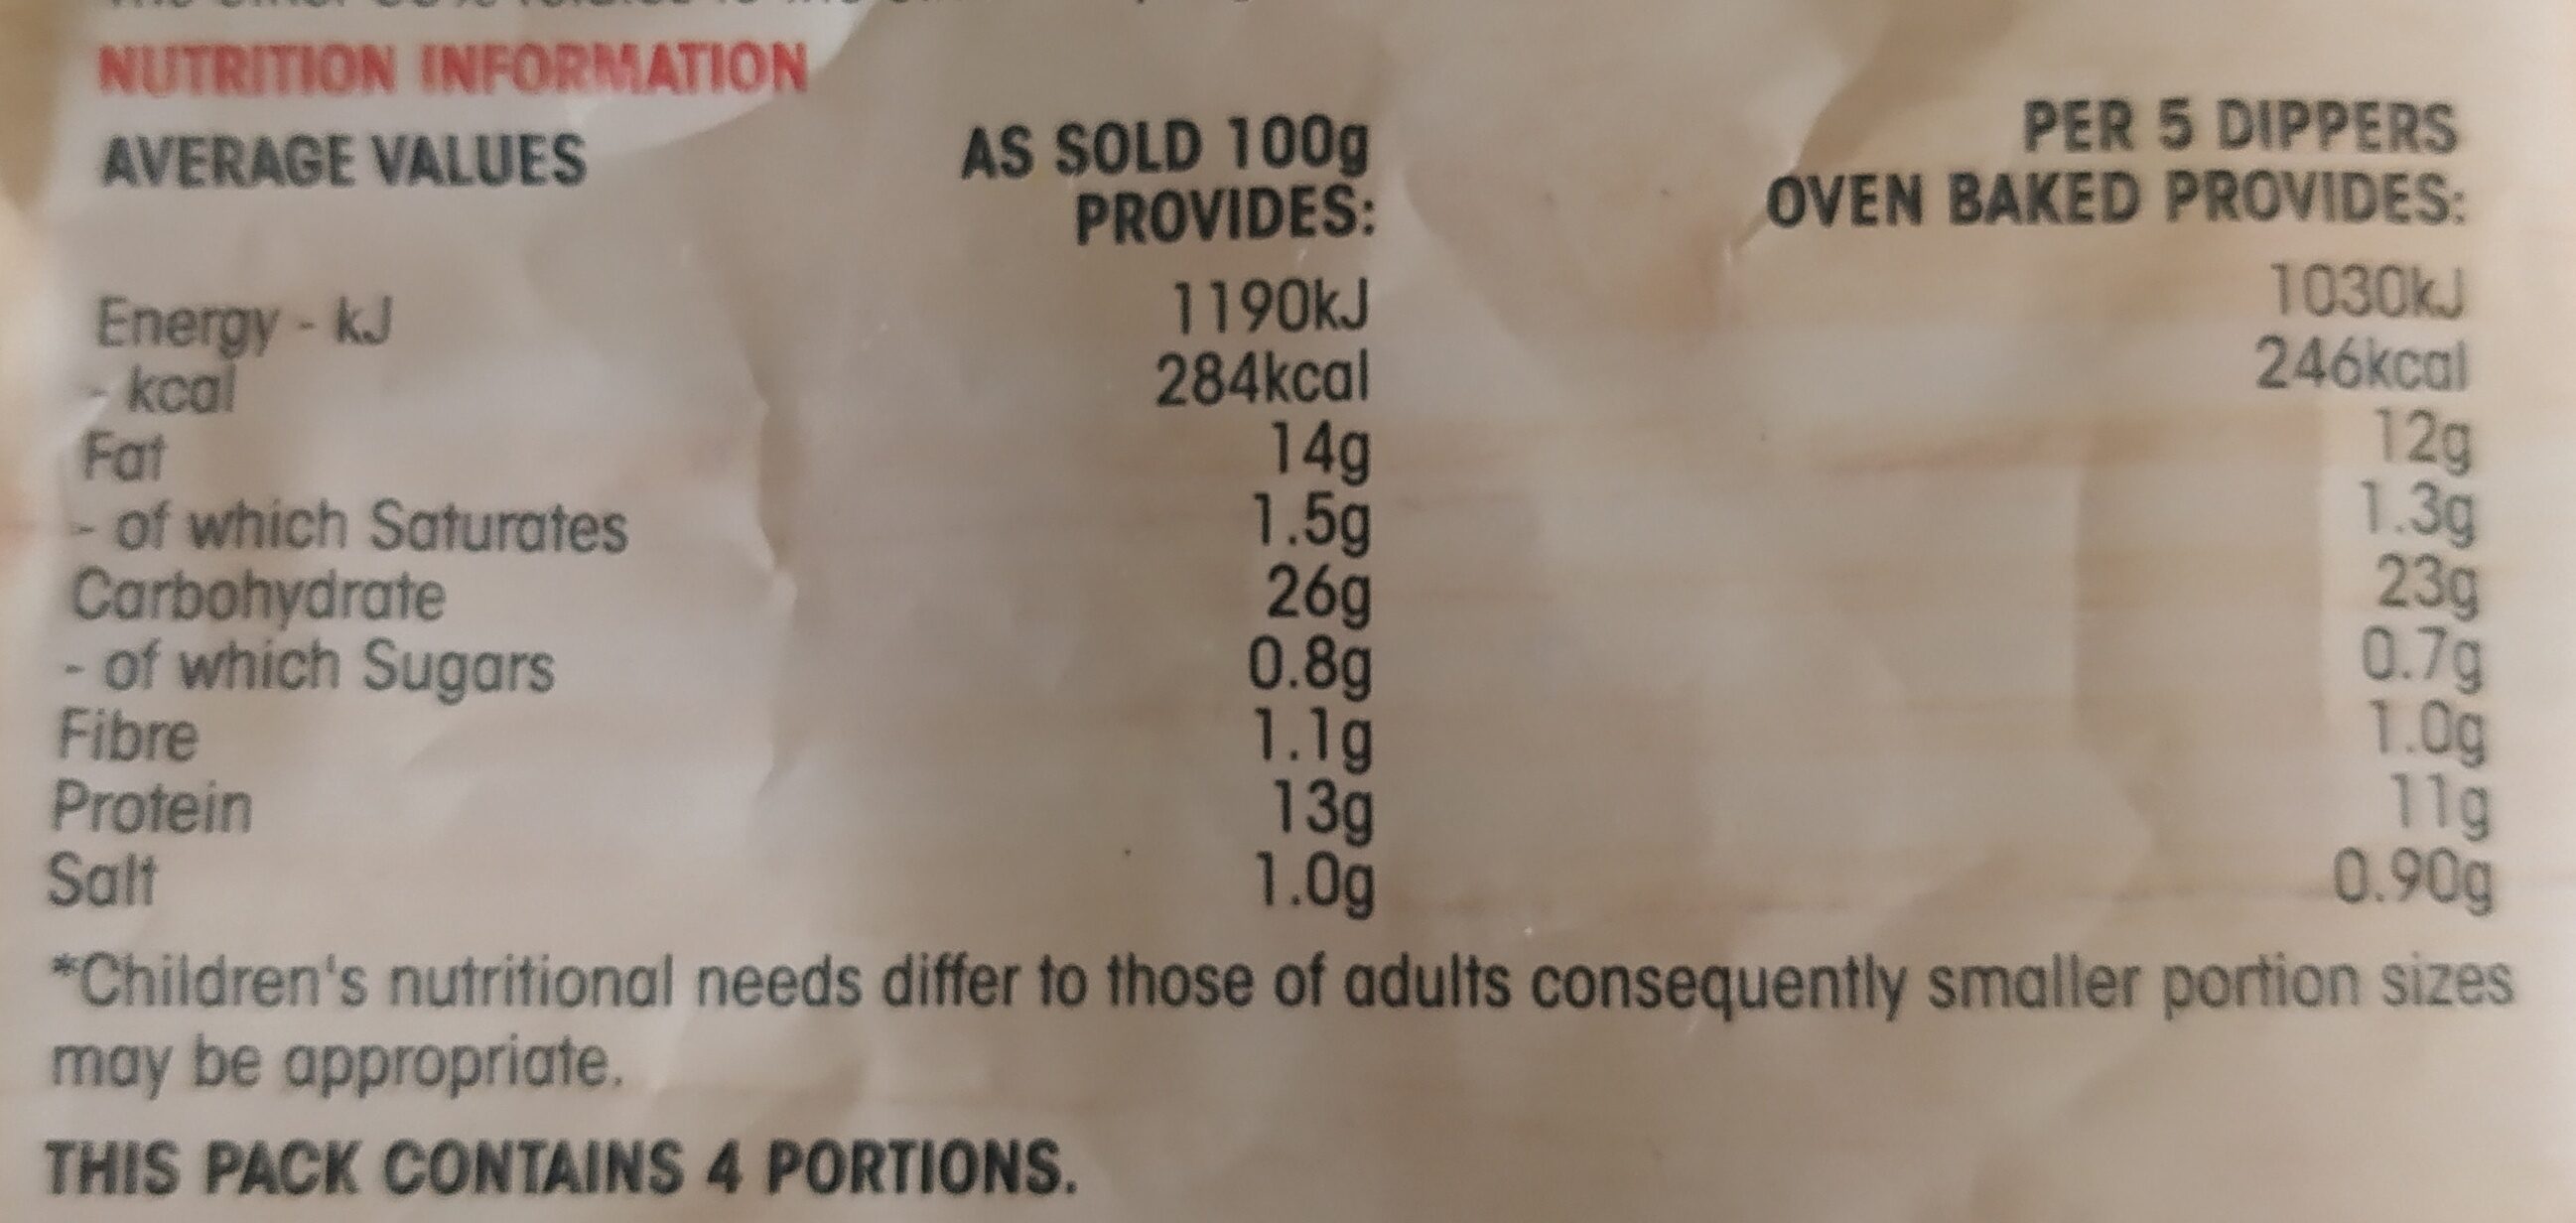 NUTRITION INFORMATION
AVERAGE VALUES AS SOLD 100g PROVIDES: PER 5 DIPPERS OVEN BAKED PROVIDES:
Energy - kJ 1190kJ 1030kJ
- kcal 284kcal 246kcal
Fat 14g 12g
- of which Saturates 1.5g 1.3g
Carbohydrate 26g 23g
- of which Sugars 0.8g 0.7g
Fibre 1.1g 1.0g
Protein 13g 11g
Salt 1.0g 0.90g
*Children's nutritional needs differ to those of adults consequently smaller portion sizes
may be appropriate.
THIS PACK CONTAINS 4 PORTIONS.